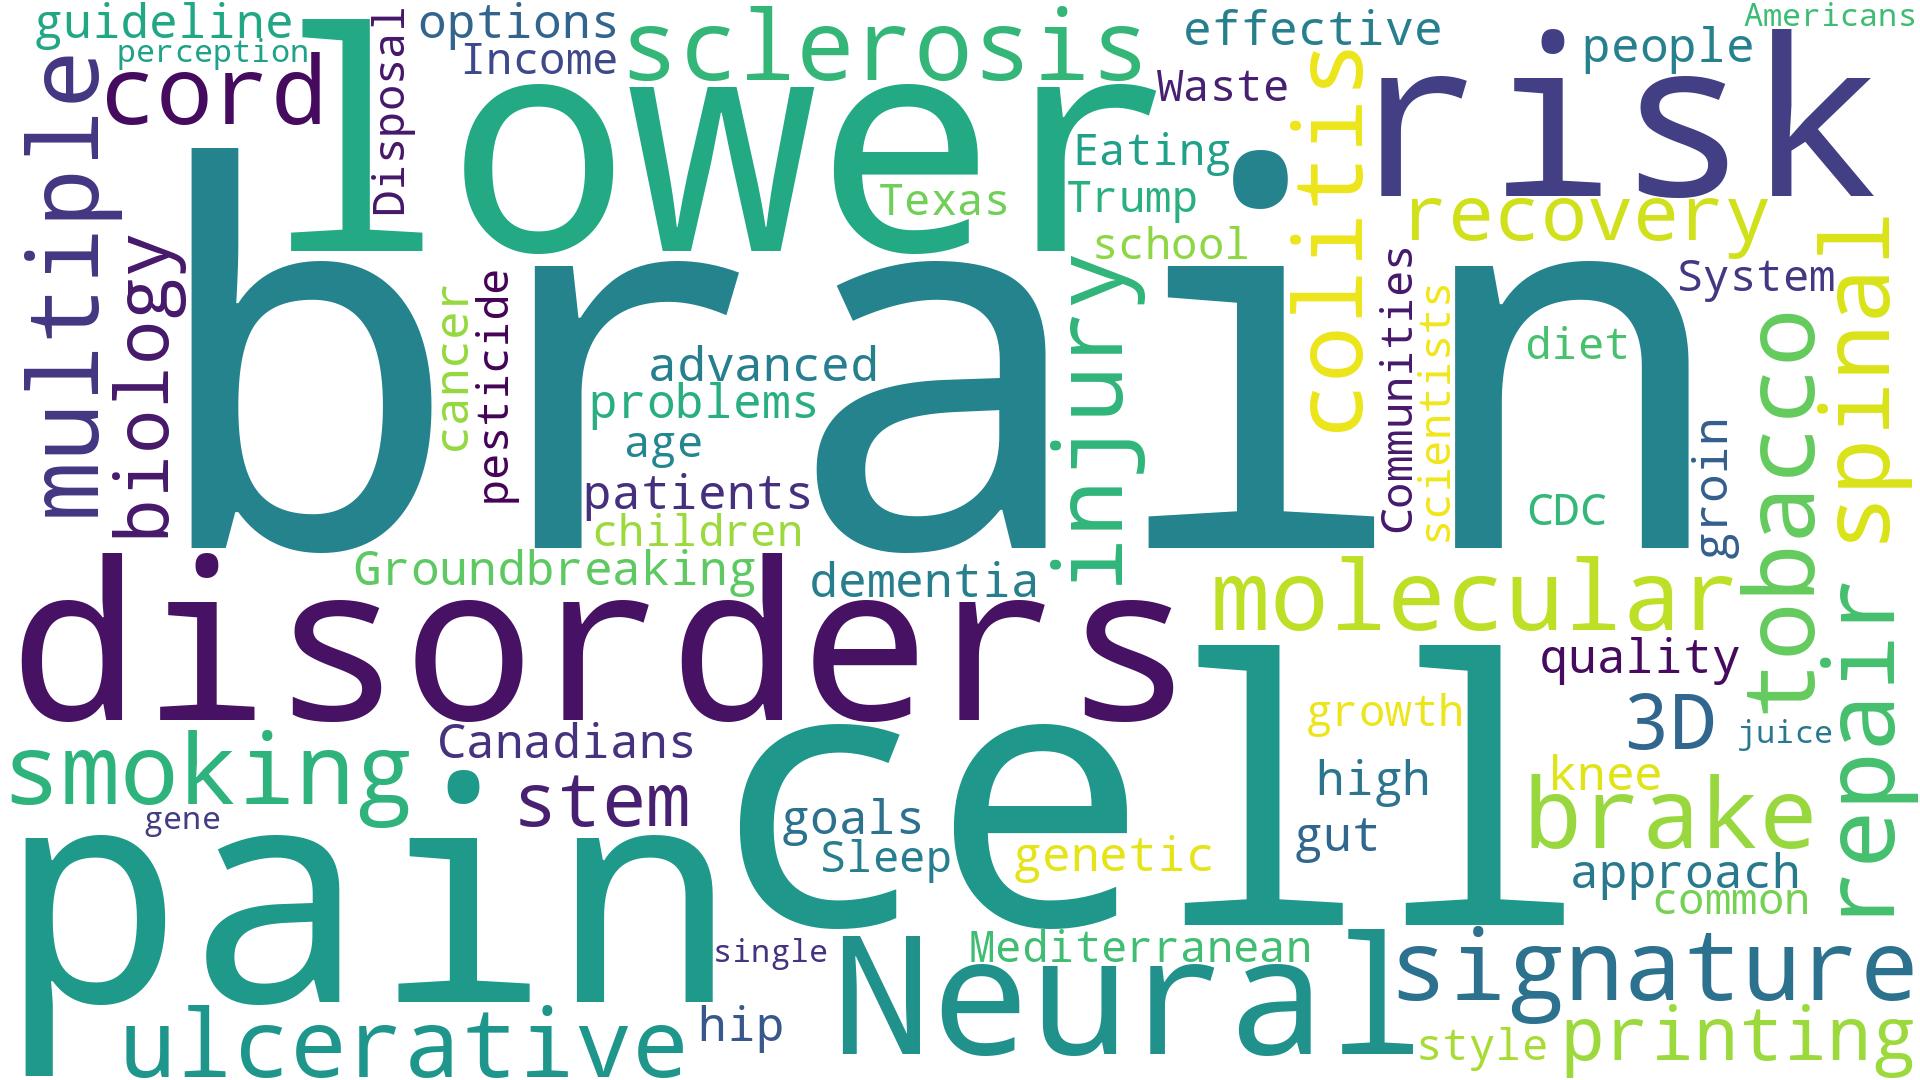 guideline
perception
cord
multiple
biology
lower
Disposal
options
Income
sclerosis
effective
Waste
people
Americans
risk
Eating
Trump
Texas
school
colitis
recovery
System
spinal
brain
cancer
pesticide
advanced
problems
age
patients
children
injury
Communities
scientists
diet
CDC
groin
tobacco
Groundbreaking
dementia
disorders
molecular
quality
repair
smoking
gene
Canadians
stem
cell
growth
3D
juice
high
knee
brake
goals
Sleep
genetic
gut
approach
common
pain
single
Neural
Mediterranean
signature
ulcerative
hip
style
printing